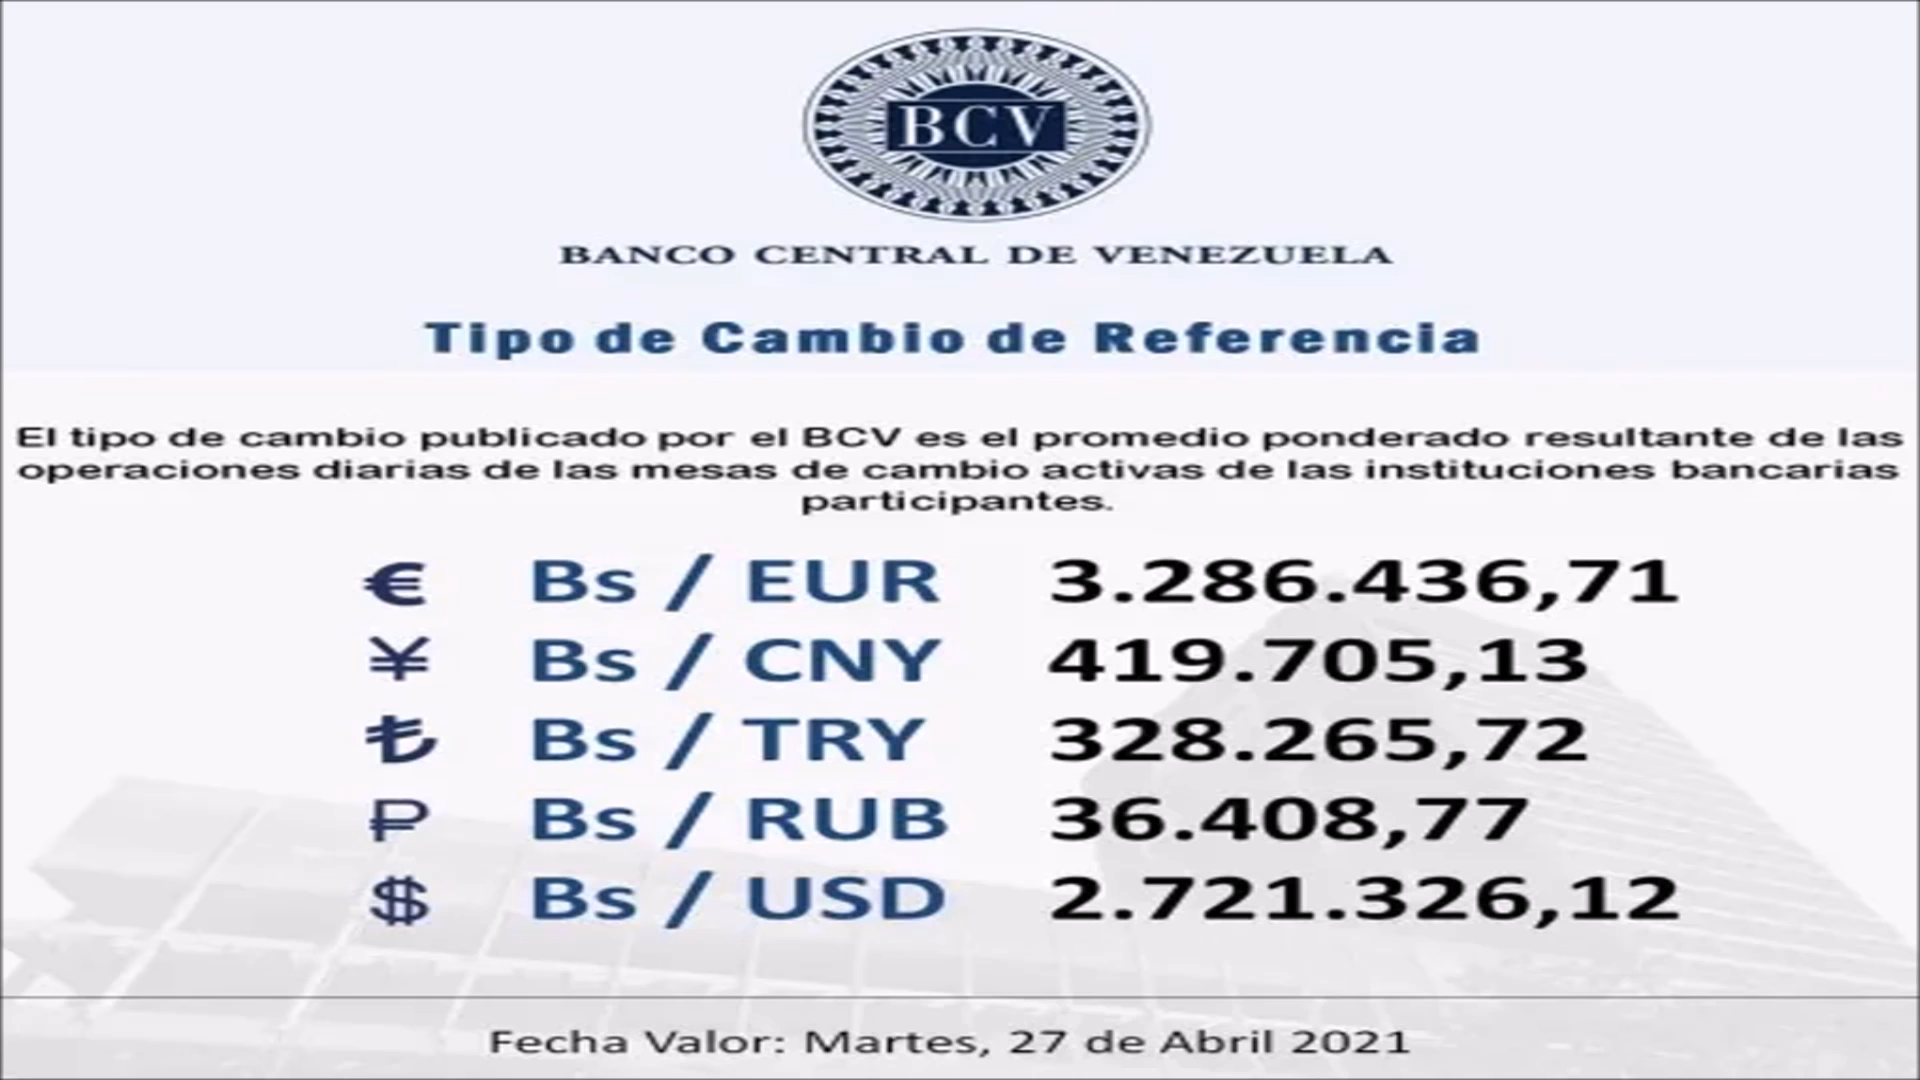 BCV
BANCO CENTRAL DE VENEZUELA
Tipo de Cambio de Referencia
El tipo de cambio publicado por el BCV es el promedio ponderado resultante de las
operaciones diarias de las mesas de cambio activas de las instituciones bancarias
participantes.
€ Bs / EUR 3.286.436,71
¥ Bs / CNY 419.705,13
₺ Bs / TRY 328.265,72
₽ Bs / RUB 36.408,77
$ Bs / USD 2.721.326,12
Fecha Valor: Martes, 27 de Abril 2021